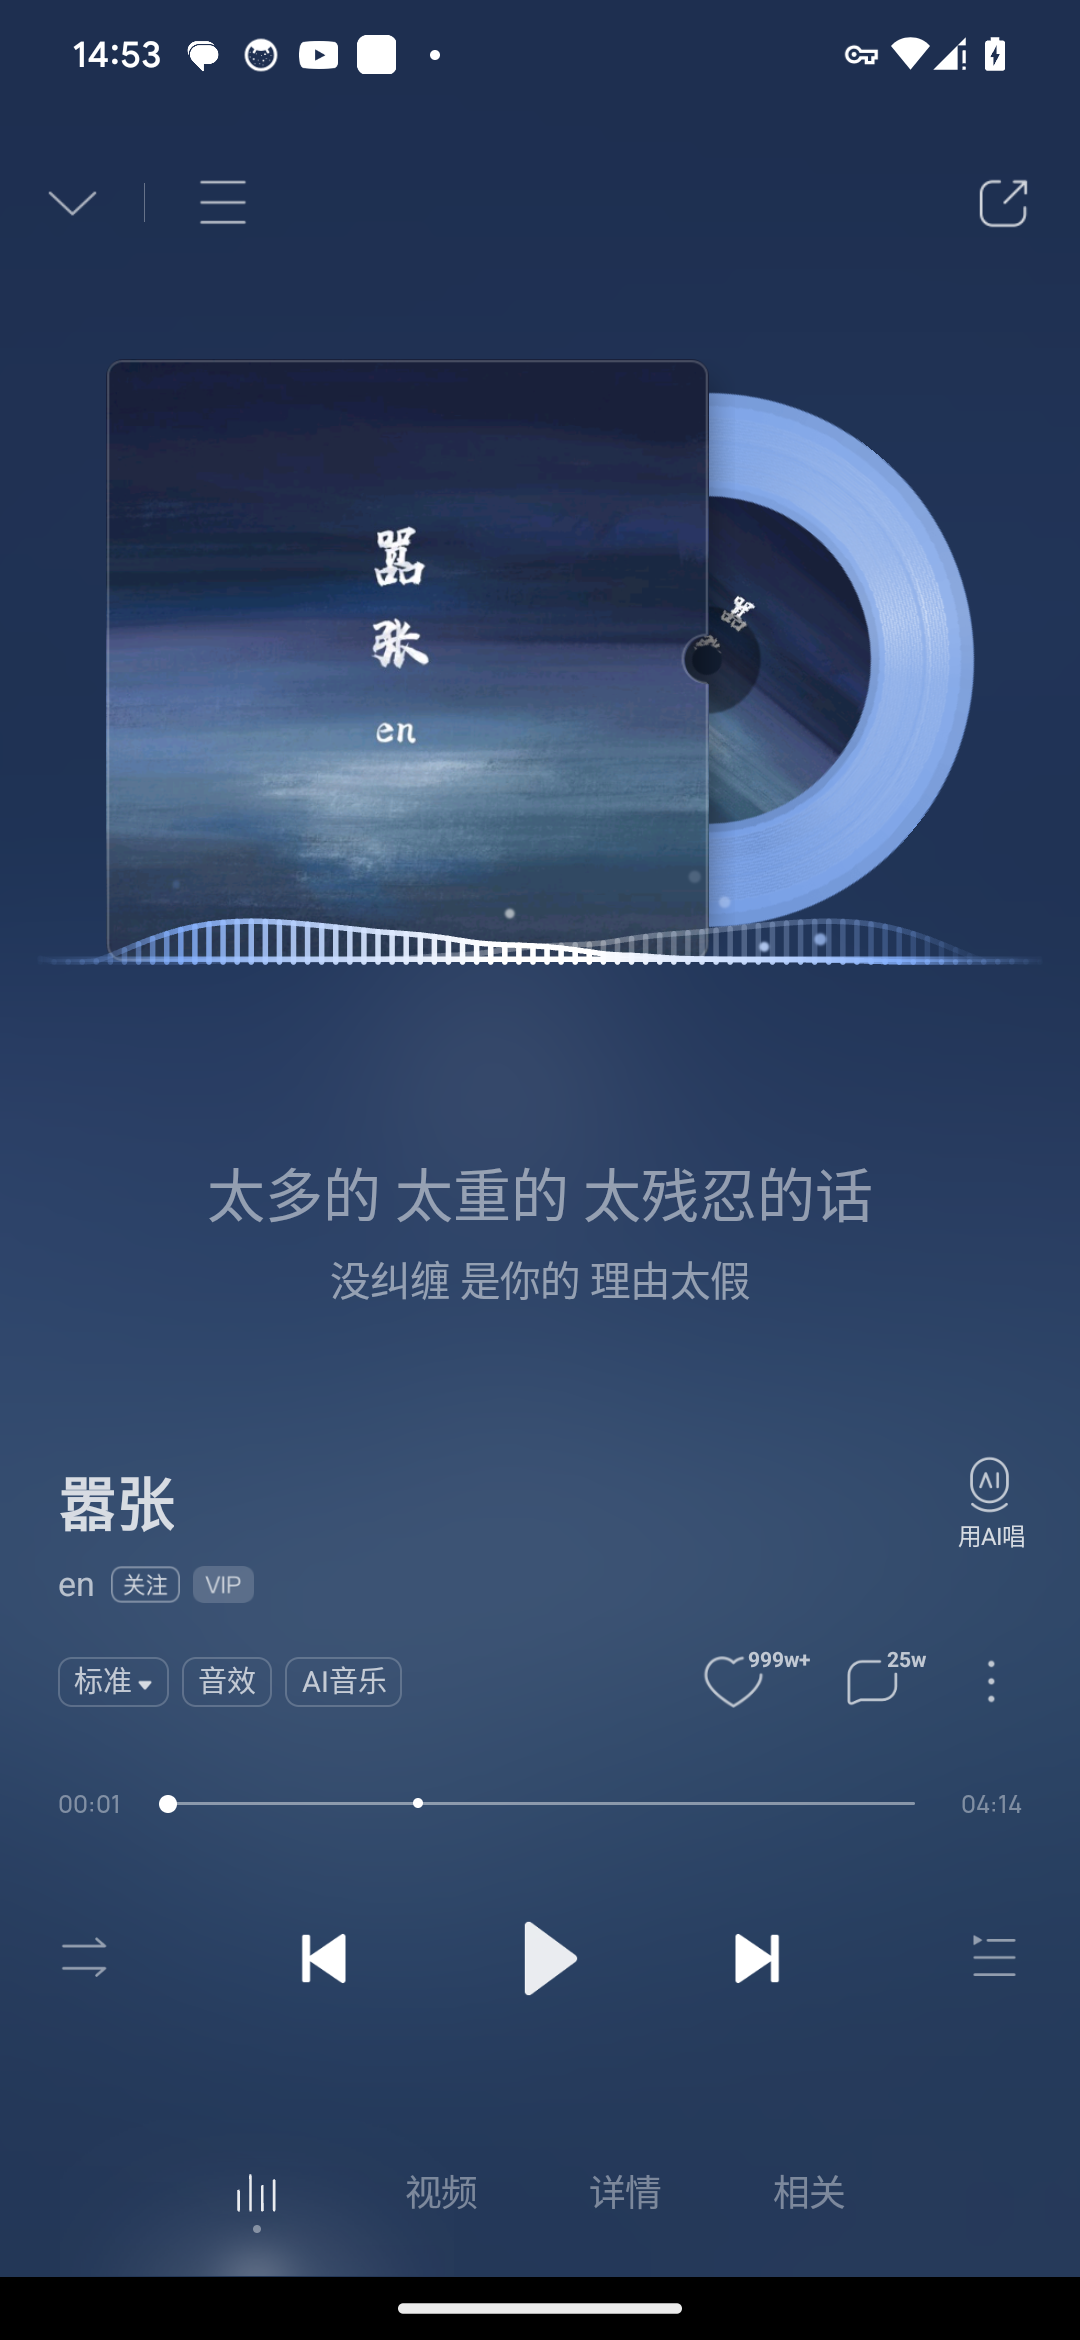 14:53
嚣
张
en
嚣
太多的 太重的 太残忍的话
没纠缠 是你的 理由太假
嚣张
用AI唱
en 关注 VIP
标准 音效 AI音乐 999w+ 25w
00:01 04:14
视频 详情 相关